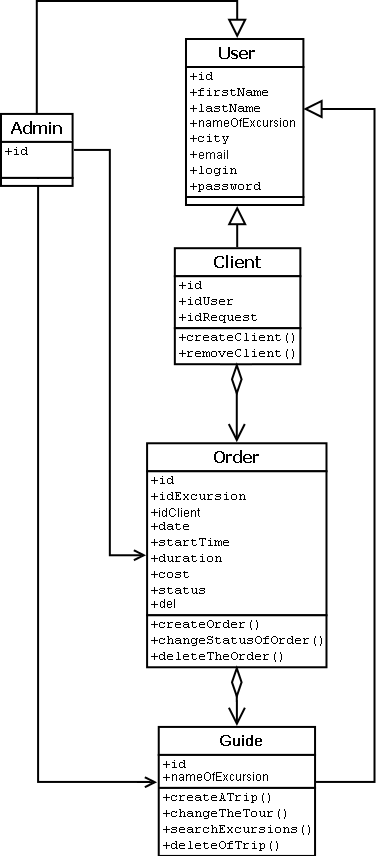 User
+id
+firstName
+lastName
+nameOfExcursion
+city
+email
+login
+password
Admin
+id
Client
+id
+idUser
+idRequest
+createClient()
+removeClient()
Order
+id
+idExcursion
+idClient
+date
+startTime
+duration
+cost
+status
+del
+createOrder()
+changeStatusOfOrder()
+deleteTheOrder()
Guide
+id
+nameOfExcursion
+createATrip()
+changeTheTour()
+searchExcursions()
+deleteOfTrip()